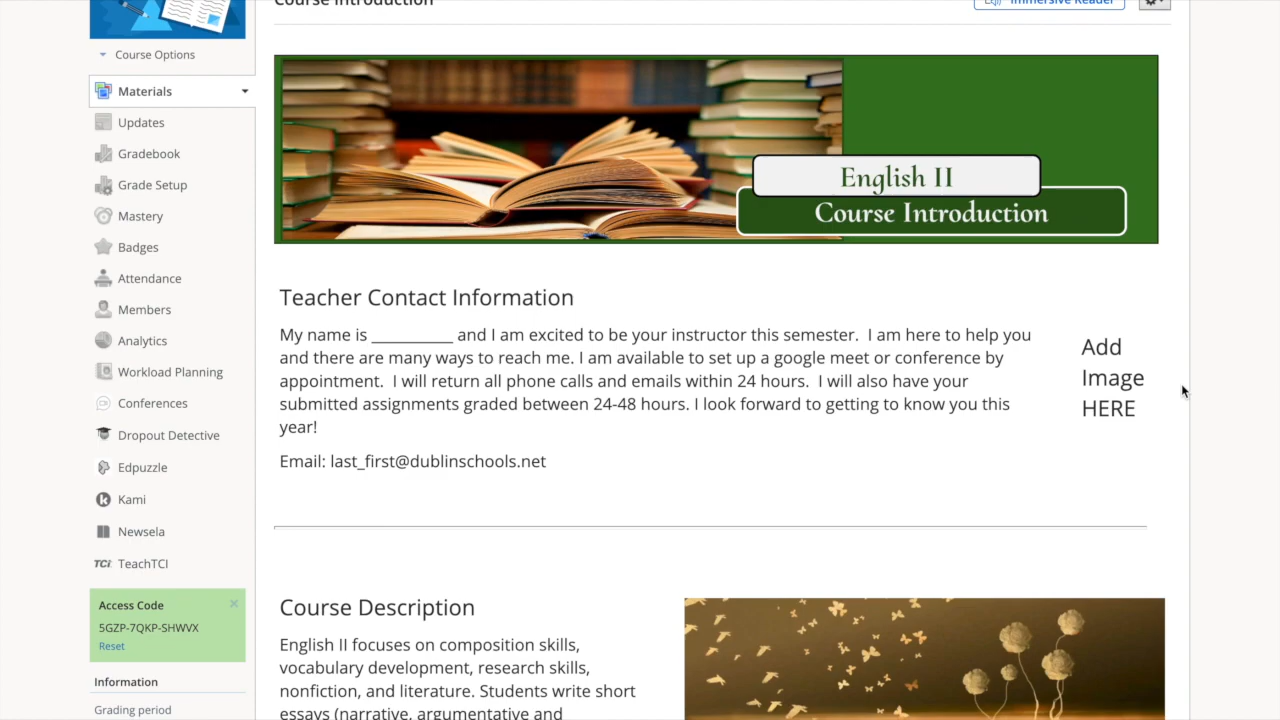 Course Introduction
Immersive Reader
Course Options
Materials
Updates
Gradebook
Grade Setup
Mastery
Badges
Attendance
Members
Analytics
Workload Planning
Conferences
Dropout Detective
Edpuzzle
Kami
Newsela
TCi TeachTCI
Access Code
5GZP-7QKP-SHWVX
Reset
Information
Grading period
English II
Course Introduction
Teacher Contact Information
My name is __________ and I am excited to be your instructor this semester.  I am here to help you
and there are many ways to reach me. I am available to set up a google meet or conference by
appointment.  I will return all phone calls and emails within 24 hours.  I will also have your
submitted assignments graded between 24-48 hours. I look forward to getting to know you this
year!
Email: last_first@dublinschools.net
Add
Image
HERE
Course Description
English II focuses on composition skills,
vocabulary development, research skills,
nonfiction, and literature. Students write short
essays (narrative, argumentative and